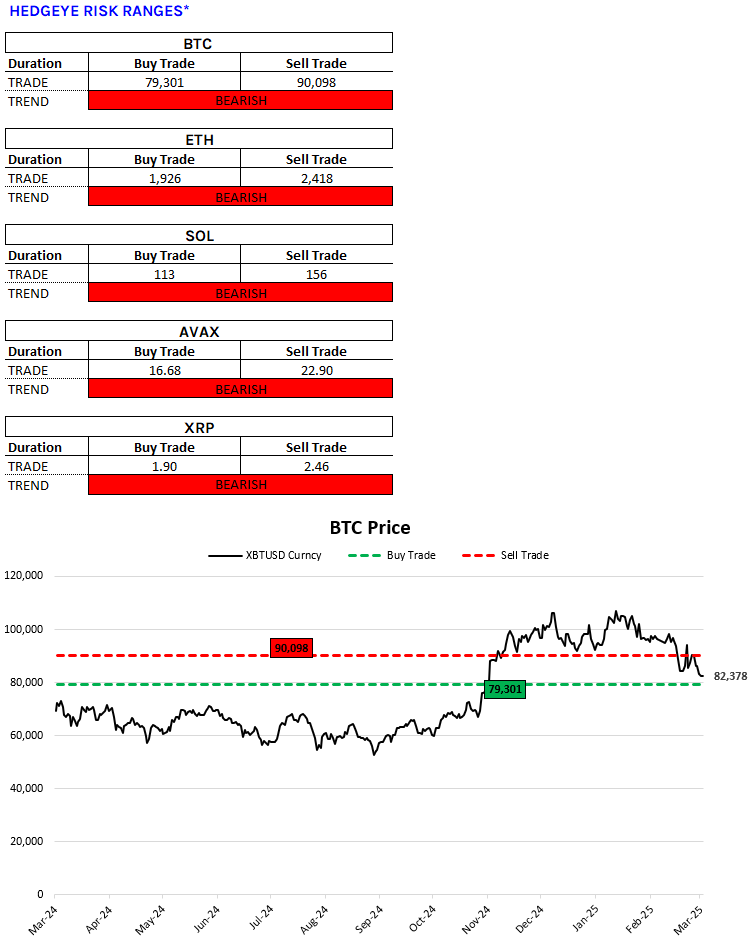 HEDGEYE RISK RANGES*
BTC
Duration Buy Trade Sell Trade
TRADE 79,301 90,098
TREND BEARISH
ETH
Duration Buy Trade Sell Trade
TRADE 1,926 2,418
TREND BEARISH
SOL
Duration Buy Trade Sell Trade
TRADE 113 156
TREND BEARISH
AVAX
Duration Buy Trade Sell Trade
TRADE 16.68 22.90
TREND BEARISH
XRP
Duration Buy Trade Sell Trade
TRADE 1.90 2.46
TREND BEARISH
BTC Price
XBTUSD Curncy Buy Trade Sell Trade
120,000
100,000
90,098
80,000
79,301
82,378
60,000
40,000
20,000
0
Mar-24 Apr-24 May-24 Jun-24 Jul-24 Aug-24 Sep-24 Oct-24 Nov-24 Dec-24 Jan-25 Feb-25 Mar-25